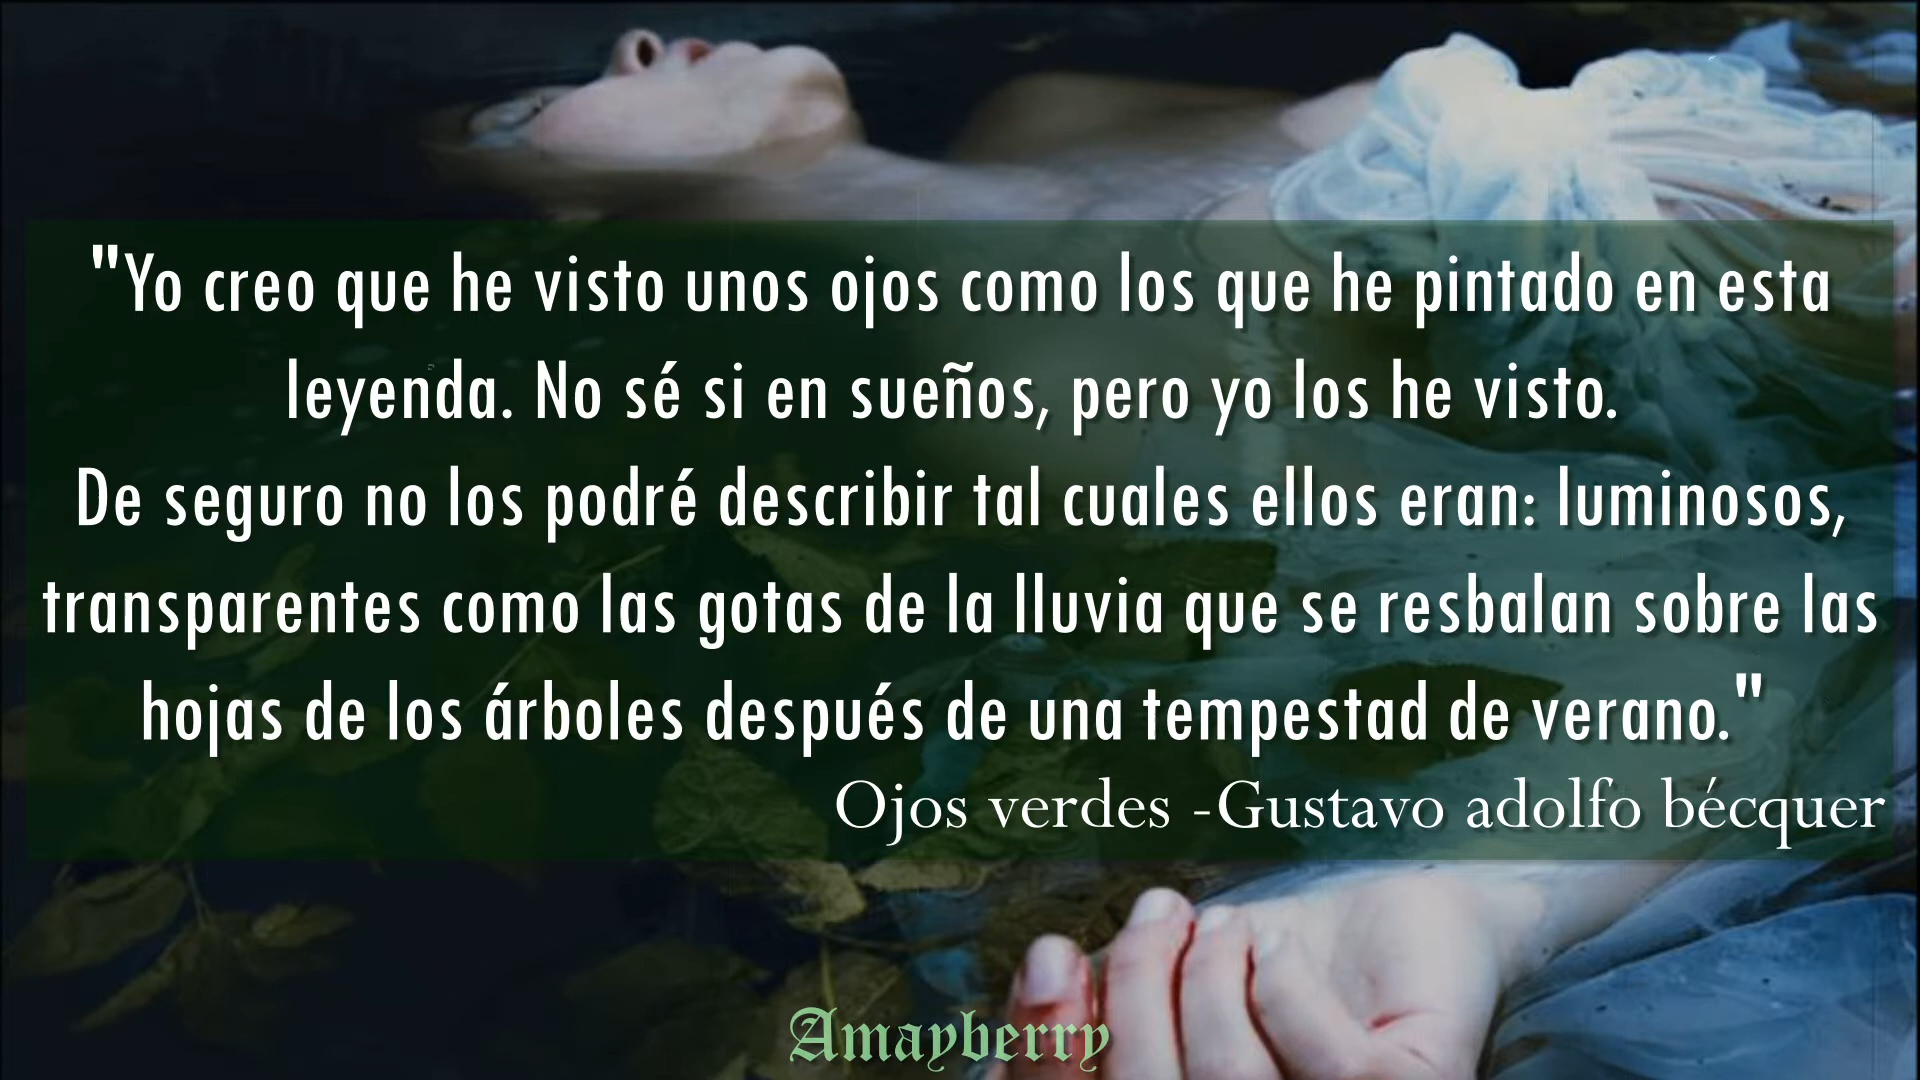 "Yo creo que he visto unos ojos como los que he pintado en esta
leyenda. No sé si en sueños, pero yo los he visto.
De seguro no los podré describir tal cuales ellos eran: luminosos,
transparentes como las gotas de la lluvia que se resbalan sobre las
hojas de los árboles después de una tempestad de verano."
Ojos verdes -Gustavo adolfo bécquer
Amayberry